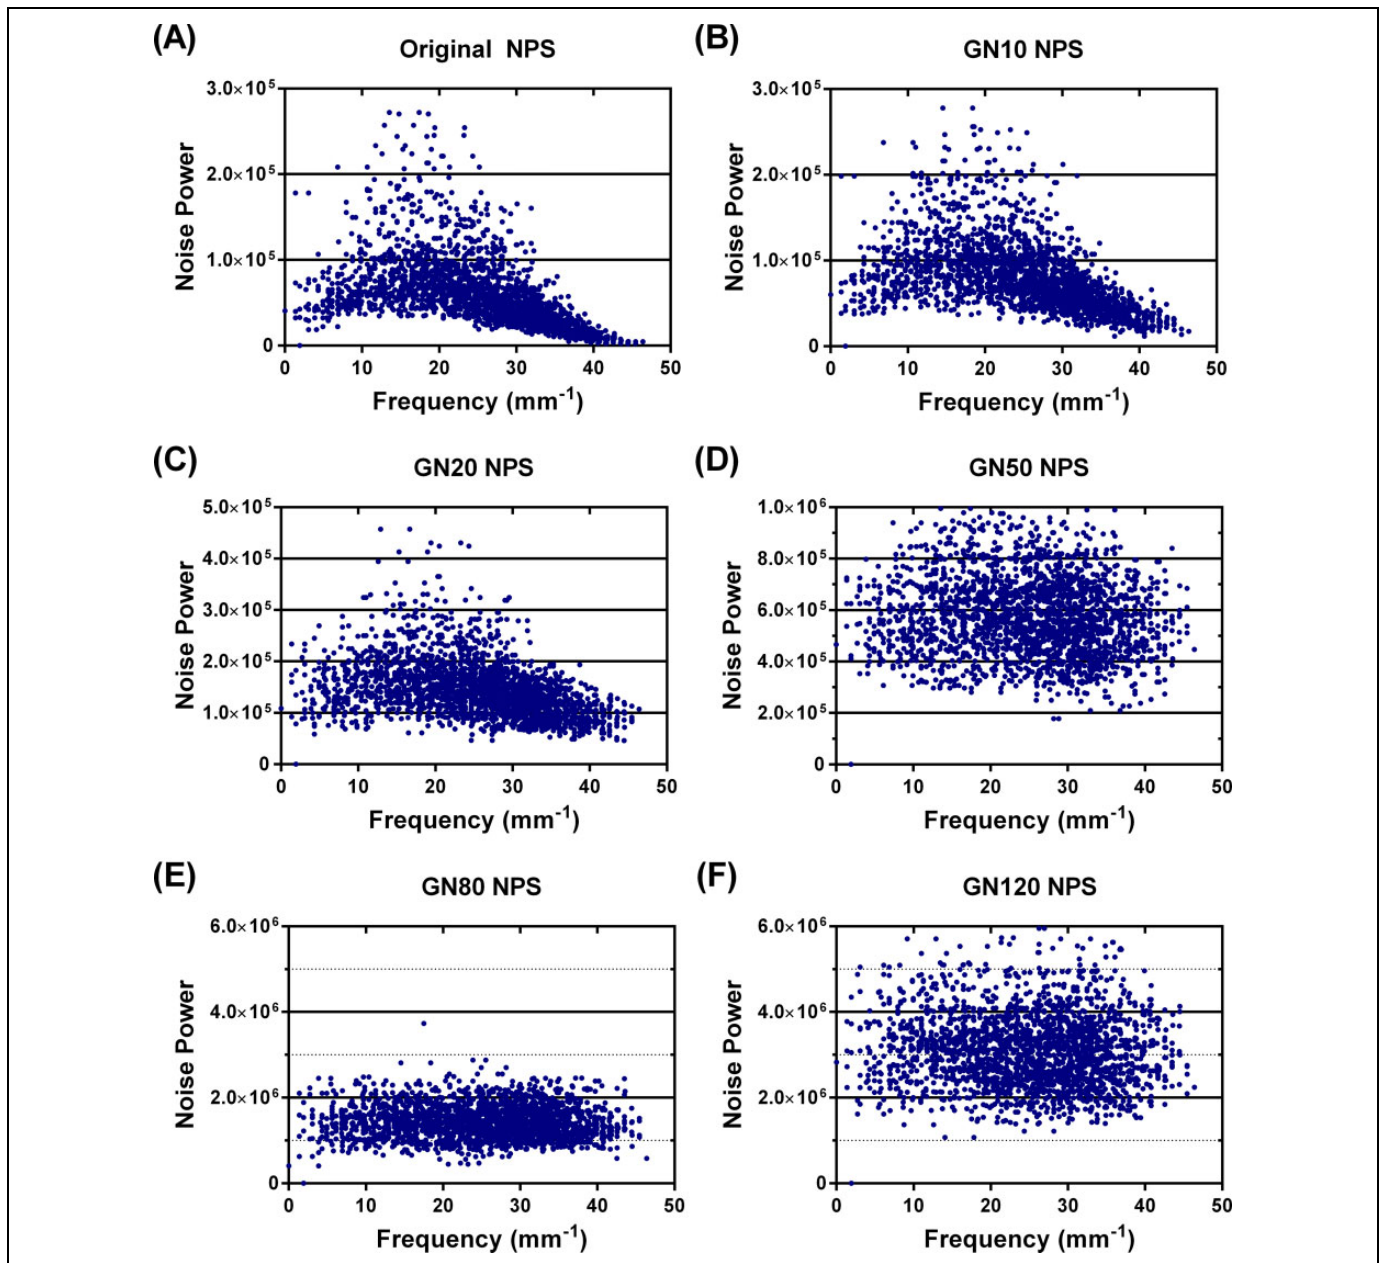 (A) Original  NPS
3.0×10⁵
2.0×10⁵
1.0×10⁵
0
Noise Power
0 10 20 30 40 50
Frequency (mm⁻¹)
(B) GN10 NPS
3.0×10⁵
2.0×10⁵
1.0×10⁵
0
Noise Power
0 10 20 30 40 50
Frequency (mm⁻¹)
(C) GN20 NPS
5.0×10⁵
4.0×10⁵
3.0×10⁵
2.0×10⁵
1.0×10⁵
0
Noise Power
0 10 20 30 40 50
Frequency (mm⁻¹)
(D) GN50 NPS
1.0×10⁶
8.0×10⁵
6.0×10⁵
4.0×10⁵
2.0×10⁵
0
Noise Power
0 10 20 30 40 50
Frequency (mm⁻¹)
(E) GN80 NPS
6.0×10⁶
4.0×10⁶
2.0×10⁶
0
Noise Power
0 10 20 30 40 50
Frequency (mm⁻¹)
(F) GN120 NPS
6.0×10⁶
4.0×10⁶
2.0×10⁶
0
Noise Power
0 10 20 30 40 50
Frequency (mm⁻¹)